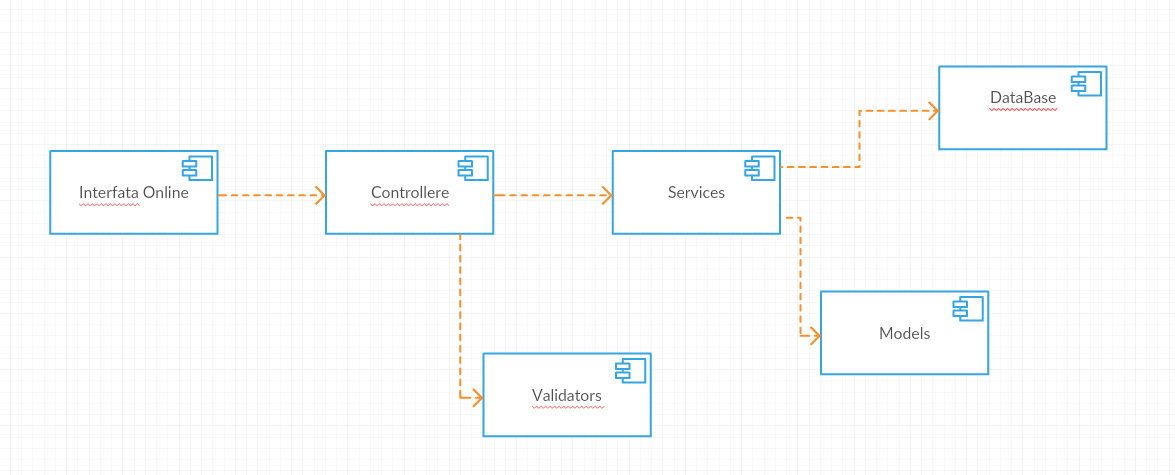 DataBase
Interfata Online
Controllere
Services
Models
Validators